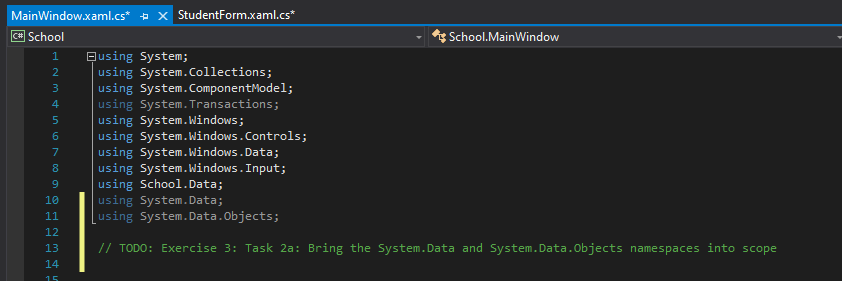 MainWindow.xaml.cs* StudentForm.xaml.cs*
C# School School.MainWindow
1 using System;
2 using System.Collections;
3 using System.ComponentModel;
4 using System.Transactions;
5 using System.Windows;
6 using System.Windows.Controls;
7 using System.Windows.Data;
8 using System.Windows.Input;
9 using School.Data;
10 using System.Data;
11 using System.Data.Objects;
12
13 // TODO: Exercise 3: Task 2a: Bring the System.Data and System.Data.Objects namespaces into scope
14
15